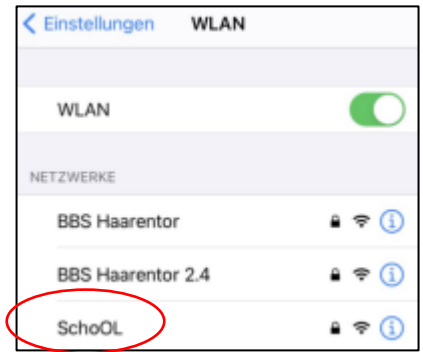 Einstellungen WLAN
WLAN
NETZWERKE
BBS Haarentor
BBS Haarentor 2.4
SchoOL